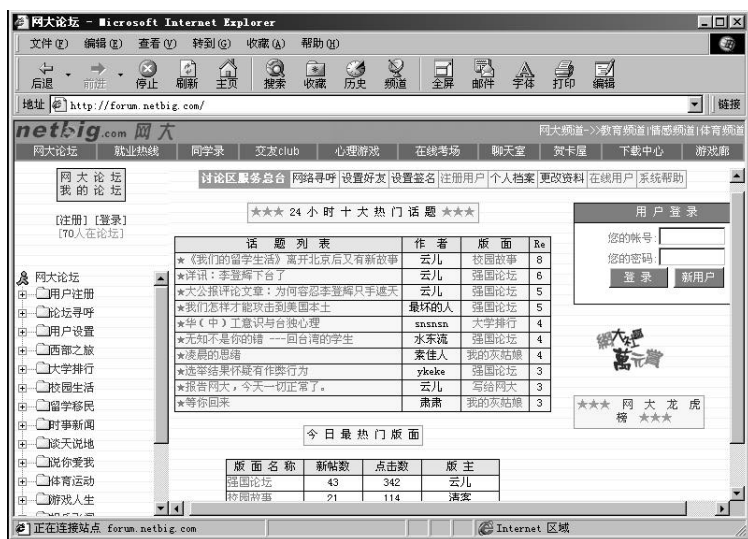 网大论坛 - Microsoft Internet Explorer
文件(F) 编辑(E) 查看(V) 转到(G) 收藏(A) 帮助(H)
后退 前进 停止 刷新 主页 搜索 收藏 历史 频道 全屏 邮件 字体 打印 编辑
地址 http://forum.netbig.com/ 链接
netbig.com 网大
网大频道->>教育频道|情感频道|体育频道
网大论坛 就业热线 同学录 交友club 心理游戏 在线考场 聊天室 贺卡屋 下载中心 游戏廊
网大论坛
我的论坛
[注册] [登录]
[70人在论坛]
网大论坛
用户注册
论坛寻呼
用户设置
西部之旅
大学排行
校园生活
留学移民
时事新闻
谈天说地
说你爱我
体育运动
游戏人生
讨论区服务总台 网络寻呼 设置好友 设置签名 注册用户 个人档案 更改资料 在线用户 系统帮助
★★★ 24小时十大热门话题 ★★★
话题列表 作者 版面 Re
★《我们的留学生活》离开北京后又有新故事 云儿 校园故事 8
★详讯：李登辉下台了 云儿 强国论坛 6
★大公报评论文章：为何容忍李登辉只手遮天 云儿 强国论坛 5
★我们怎样才能攻击到美国本土 最坏的人 强国论坛 5
★华(中)工意识与台独心理 snsnsn 大学排行 4
★无知不是你的错 ---回台湾的学生 水东流 强国论坛 4
★凌晨的思绪 索佳人 我的灰姑娘 4
★选举结果怀疑有作弊行为 ykeke 强国论坛 3
★报告网大，今天一切正常了。 云儿 写给网大 3
★等你回来 肃肃 我的灰姑娘 3
今日最热门版面
版面名称 新帖数 点击数 版主
强国论坛 43 342 云儿
校园故事 21 114 清客
用户登录
您的帐号:
您的密码:
登录 新用户
網大社區
萬元賞
★★★ 网大龙虎
榜 ★★★
正在连接站点 forum.netbig.com
Internet 区域